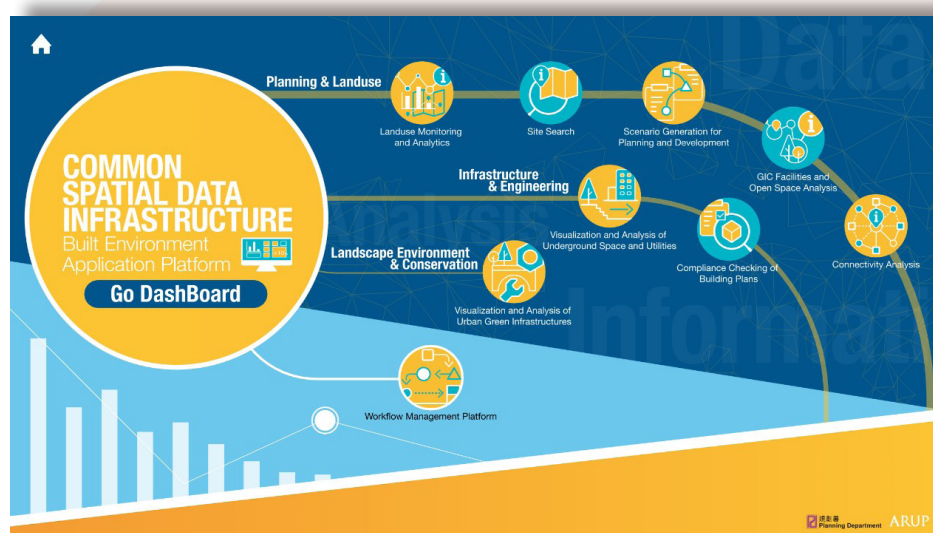 Data
Analysis
Informati
COMMON
SPATIAL DATA
INFRASTRUCTURE
Built Environment
Application Platform
Go DashBoard
Planning & Landuse
Landuse Monitoring
and Analytics
Site Search
Scenario Generation for
Planning and Development
GIC Facilities and
Open Space Analysis
Connectivity Analysis
Infrastructure
& Engineering
Visualization and Analysis of
Underground Space and Utilities
Compliance Checking of
Building Plans
Landscape Environment
& Conservation
Visualization and Analysis of
Urban Green Infrastructures
Workflow Management Platform
規劃署
Planning Department
ARUP